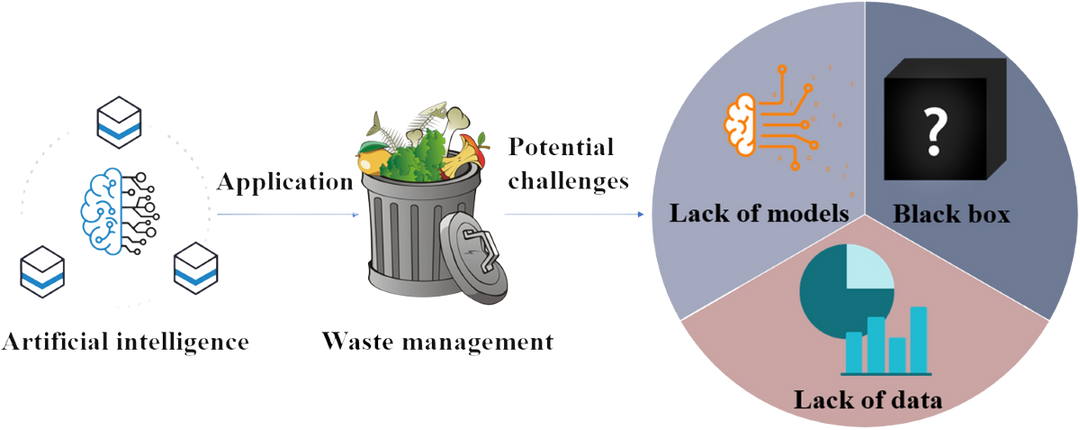 Artificial intelligence
Application
Waste management
Potential
challenges
Lack of models
?
Black box
Lack of data